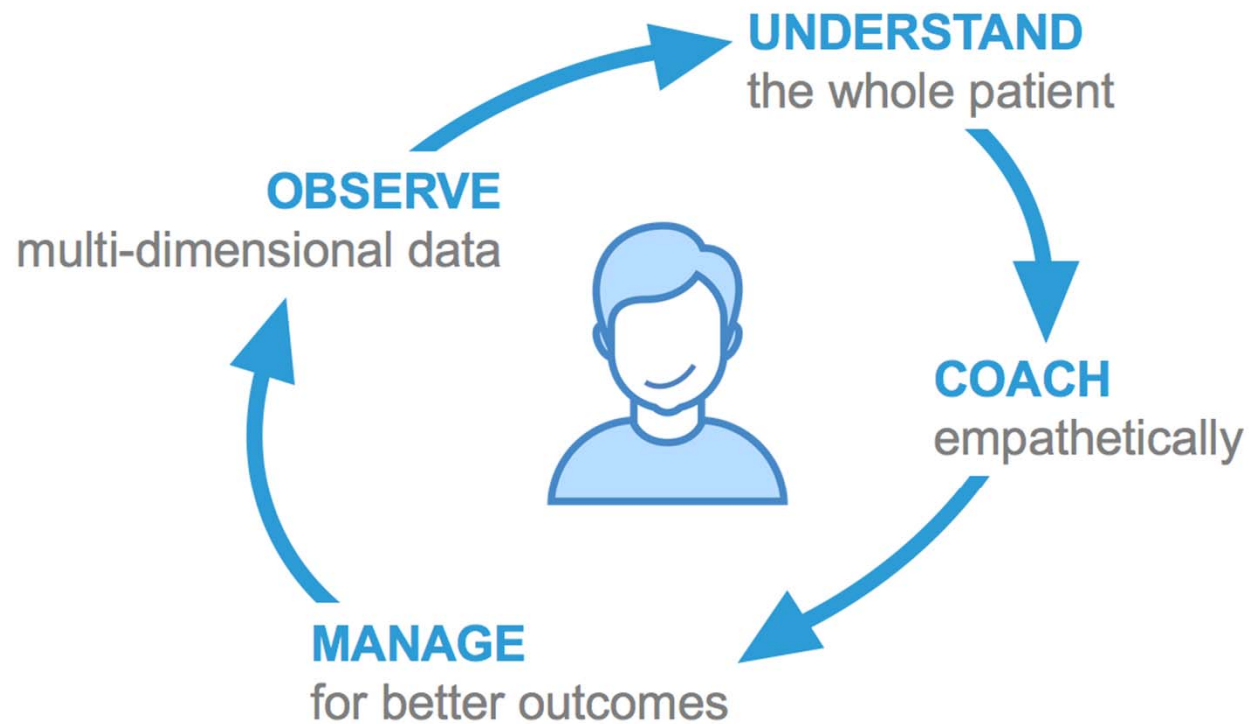 UNDERSTAND
the whole patient
OBSERVE
multi-dimensional data
COACH
empathetically
MANAGE
for better outcomes